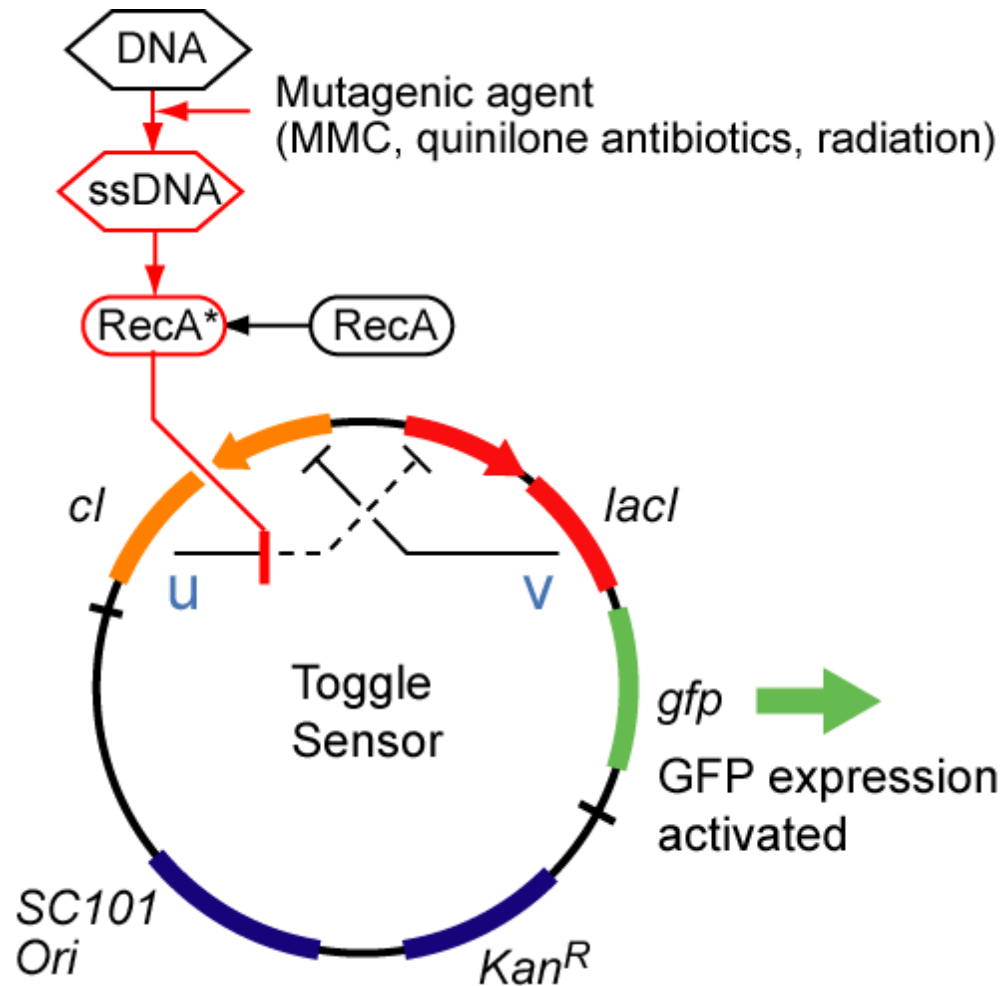 DNA
Mutagenic agent
(MMC, quinilone antibiotics, radiation)
ssDNA
RecA*
RecA
cI
lacI
u
v
Toggle
Sensor
gfp
GFP expression
activated
SC101
Ori
Kan^R